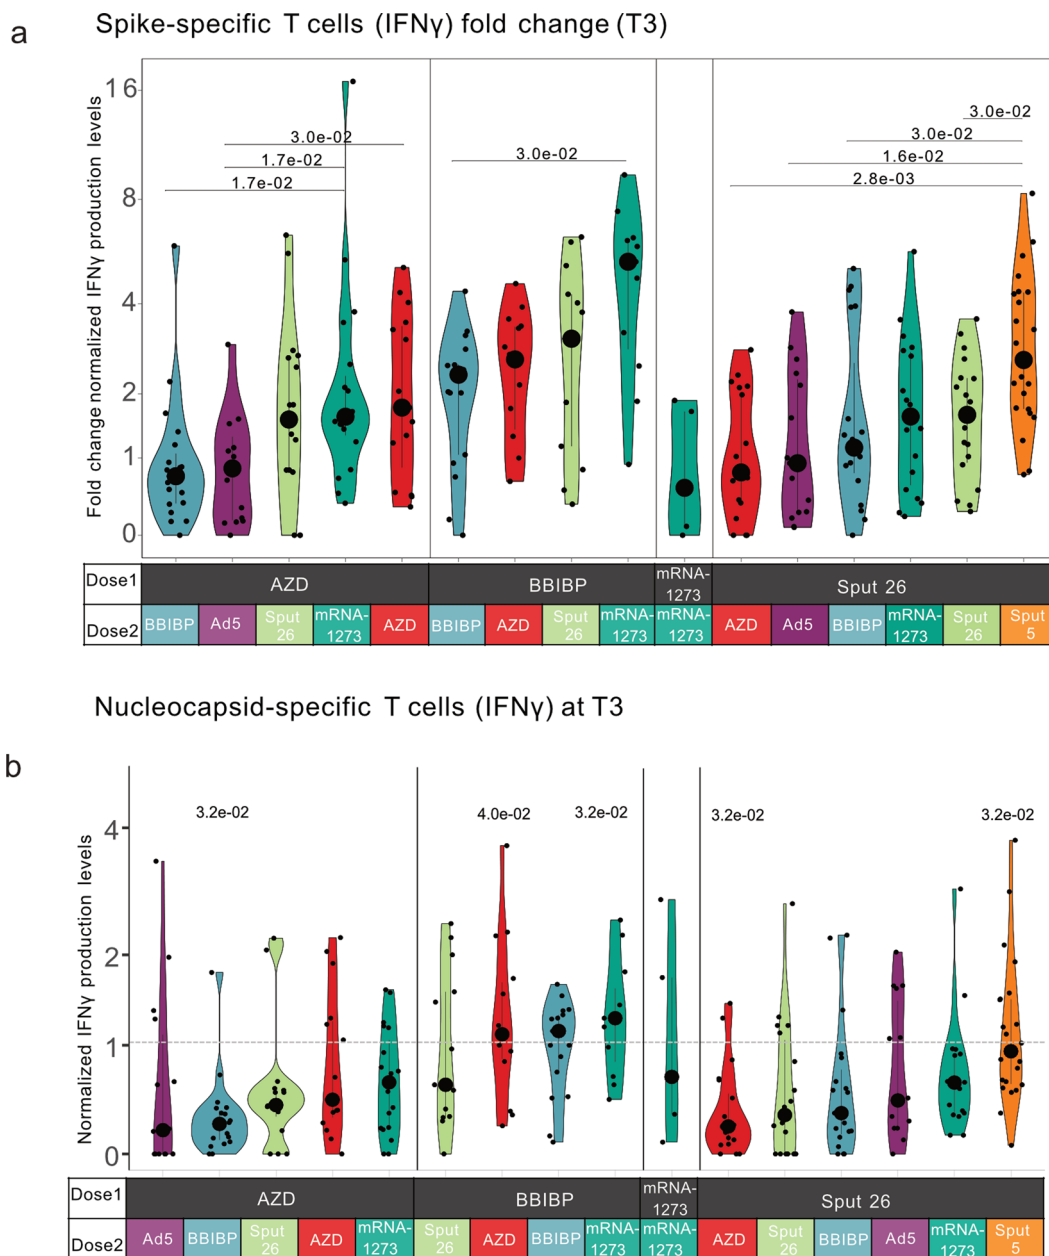 a
Spike-specific T cells (IFNγ) fold change (T3)
Fold change normalized IFNγ production levels
16
8
4
2
1
0
3.0e-02
1.7e-02
1.7e-02
3.0e-02
3.0e-02
3.0e-02
1.6e-02
2.8e-03
Dose1
AZD
BBIBP
mRNA-
1273
Sput 26
Dose2
BBIBP
Ad5
Sput
26
mRNA-
1273
AZD
BBIBP
AZD
Sput
26
mRNA-
1273
mRNA-
1273
AZD
Ad5
BBIBP
mRNA-
1273
Sput
26
Sput
5
Nucleocapsid-specific T cells (IFNγ) at T3
b
Normalized IFNγ production levels
4
2
1
0
3.2e-02
4.0e-02
3.2e-02
3.2e-02
3.2e-02
Dose1
AZD
BBIBP
mRNA-
1273
Sput 26
Dose2
Ad5
BBIBP
Sput
26
AZD
mRNA-
1273
Sput
26
AZD
BBIBP
mRNA-
1273
mRNA-
1273
AZD
Sput
26
BBIBP
Ad5
mRNA-
1273
Sput
5